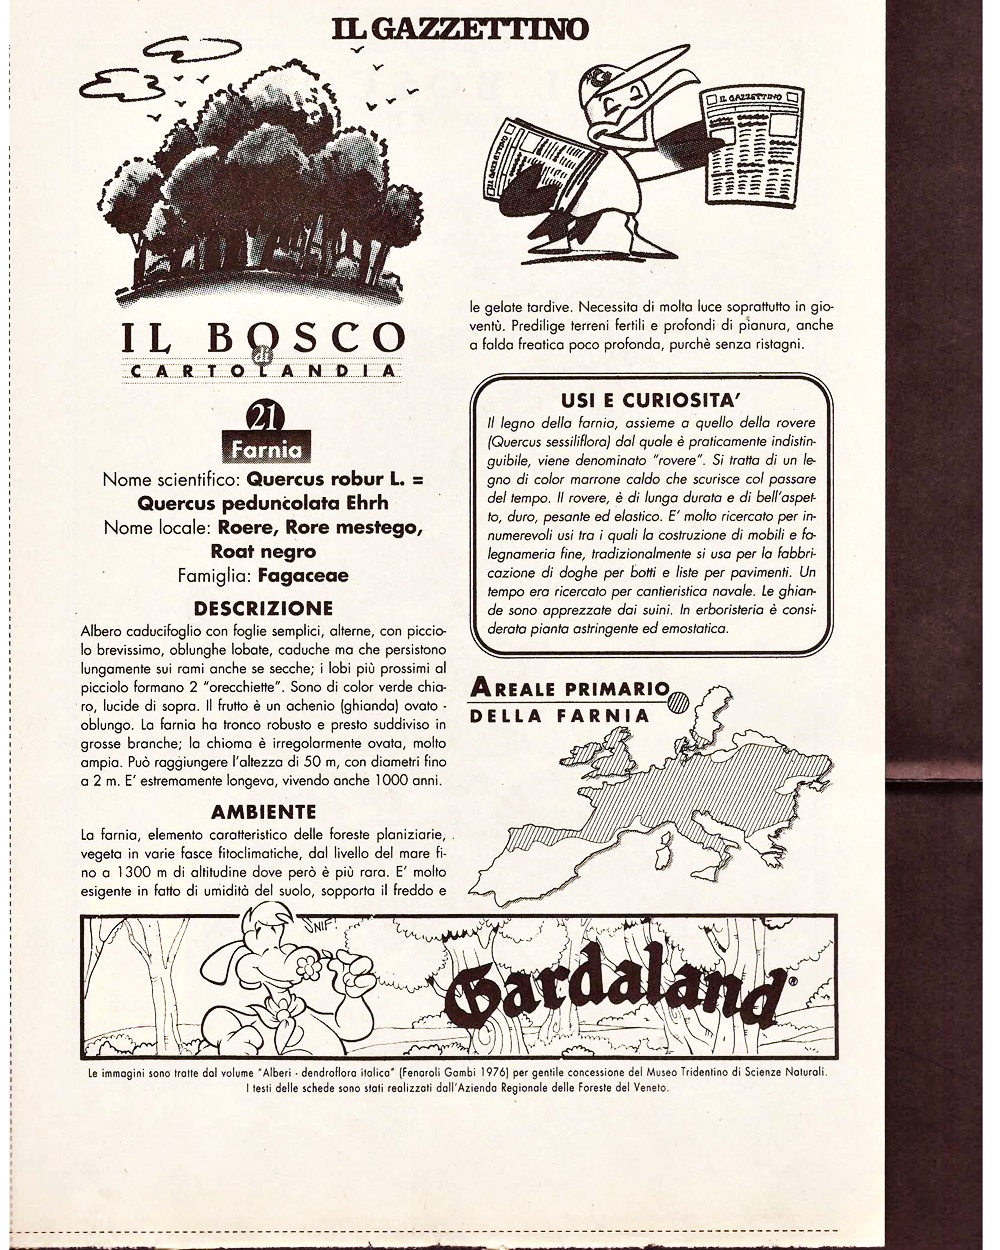 IL GAZZETTINO
IL GAZZETTINO
IL GAZZETTINO
IL BOSCO
di
CARTOLANDIA
21
Farnia
Nome scientifico: Quercus robur L. =
Quercus peduncolata Ehrh
Nome locale: Roere, Rore mestego,
Roat negro
Famiglia: Fagaceae
DESCRIZIONE
Albero caducifoglio con foglie semplici, alterne, con piccio-
lo brevissimo, oblunghe lobate, caduche ma che persistono
lungamente sui rami anche se secche; i lobi più prossimi al
picciolo formano 2 "orecchiette". Sono di color verde chia-
ro, lucide di sopra. Il frutto è un achenio (ghianda) ovato -
oblungo. La farnia ha tronco robusto e presto suddiviso in
grosse branche; la chioma è irregolarmente ovata, molto
ampia. Può raggiungere l'altezza di 50 m, con diametri fino
a 2 m. E' estremamente longeva, vivendo anche 1000 anni.
AMBIENTE
La farnia, elemento caratteristico delle foreste planiziarie,
vegeta in varie fasce fitoclimatiche, dal livello del mare fi-
no a 1300 m di altitudine dove però è più rara. E' molto
esigente in fatto di umidità del suolo, sopporta il freddo e
le gelate tardive. Necessita di molta luce soprattutto in gio-
ventù. Predilige terreni fertili e profondi di pianura, anche
a falda freatica poco profonda, purchè senza ristagni.
USI E CURIOSITA'
Il legno della farnia, assieme a quello della rovere
(Quercus sessiliflora) dal quale è praticamente indistin-
guibile, viene denominato "rovere". Si tratta di un le-
gno di color marrone caldo che scurisce col passare
del tempo. Il rovere, è di lunga durata e di bell'aspet-
to, duro, pesante ed elastico. E' molto ricercato per in-
numerevoli usi tra i quali la costruzione di mobili e fa-
legnameria fine, tradizionalmente si usa per la fabbri-
cazione di doghe per botti e liste per pavimenti. Un
tempo era ricercato per cantieristica navale. Le ghian-
de sono apprezzate dai suini. In erboristeria è consi-
derata pianta astringente ed emostatica.
AREALE PRIMARIO
DELLA FARNIA
SNIF!
Gardaland®
Le immagini sono tratte dal volume "Alberi - dendroflora italica" (Fenaroli Gambi 1976) per gentile concessione del Museo Tridentino di Scienze Naturali.
I testi delle schede sono stati realizzati dall'Azienda Regionale delle Foreste del Veneto.